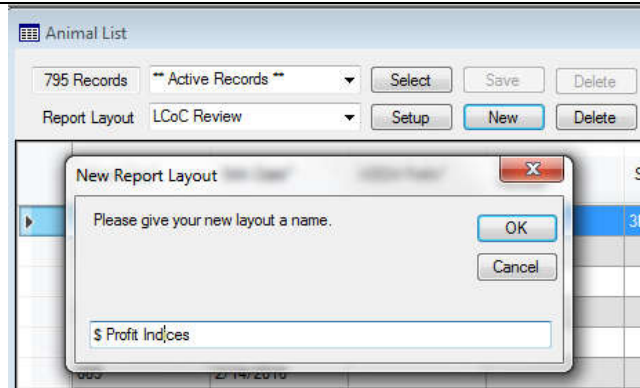 Animal List
795 Records ** Active Records ** Select Save Delete
Report Layout LCoC Review Setup New Delete
New Report Layout
Please give your new layout a name.
OK
Cancel
$ Profit Indices